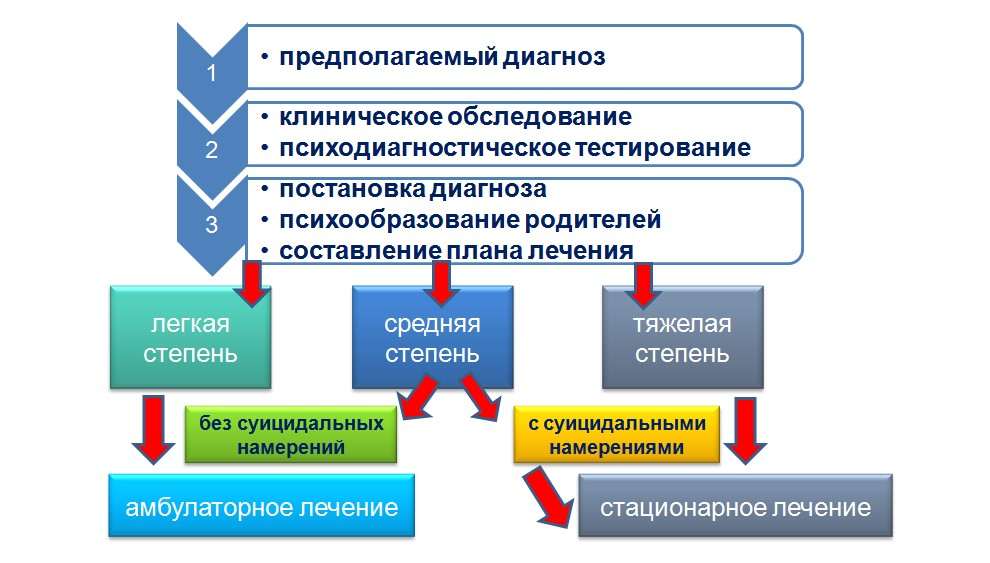 1
• предполагаемый диагноз
2
• клиническое обследование
• психодиагностическое тестирование
3
• постановка диагноза
• психообразование родителей
• составление плана лечения
легкая
степень
средняя
степень
тяжелая
степень
без суицидальных
намерений
с суицидальными
намерениями
амбулаторное лечение
стационарное лечение